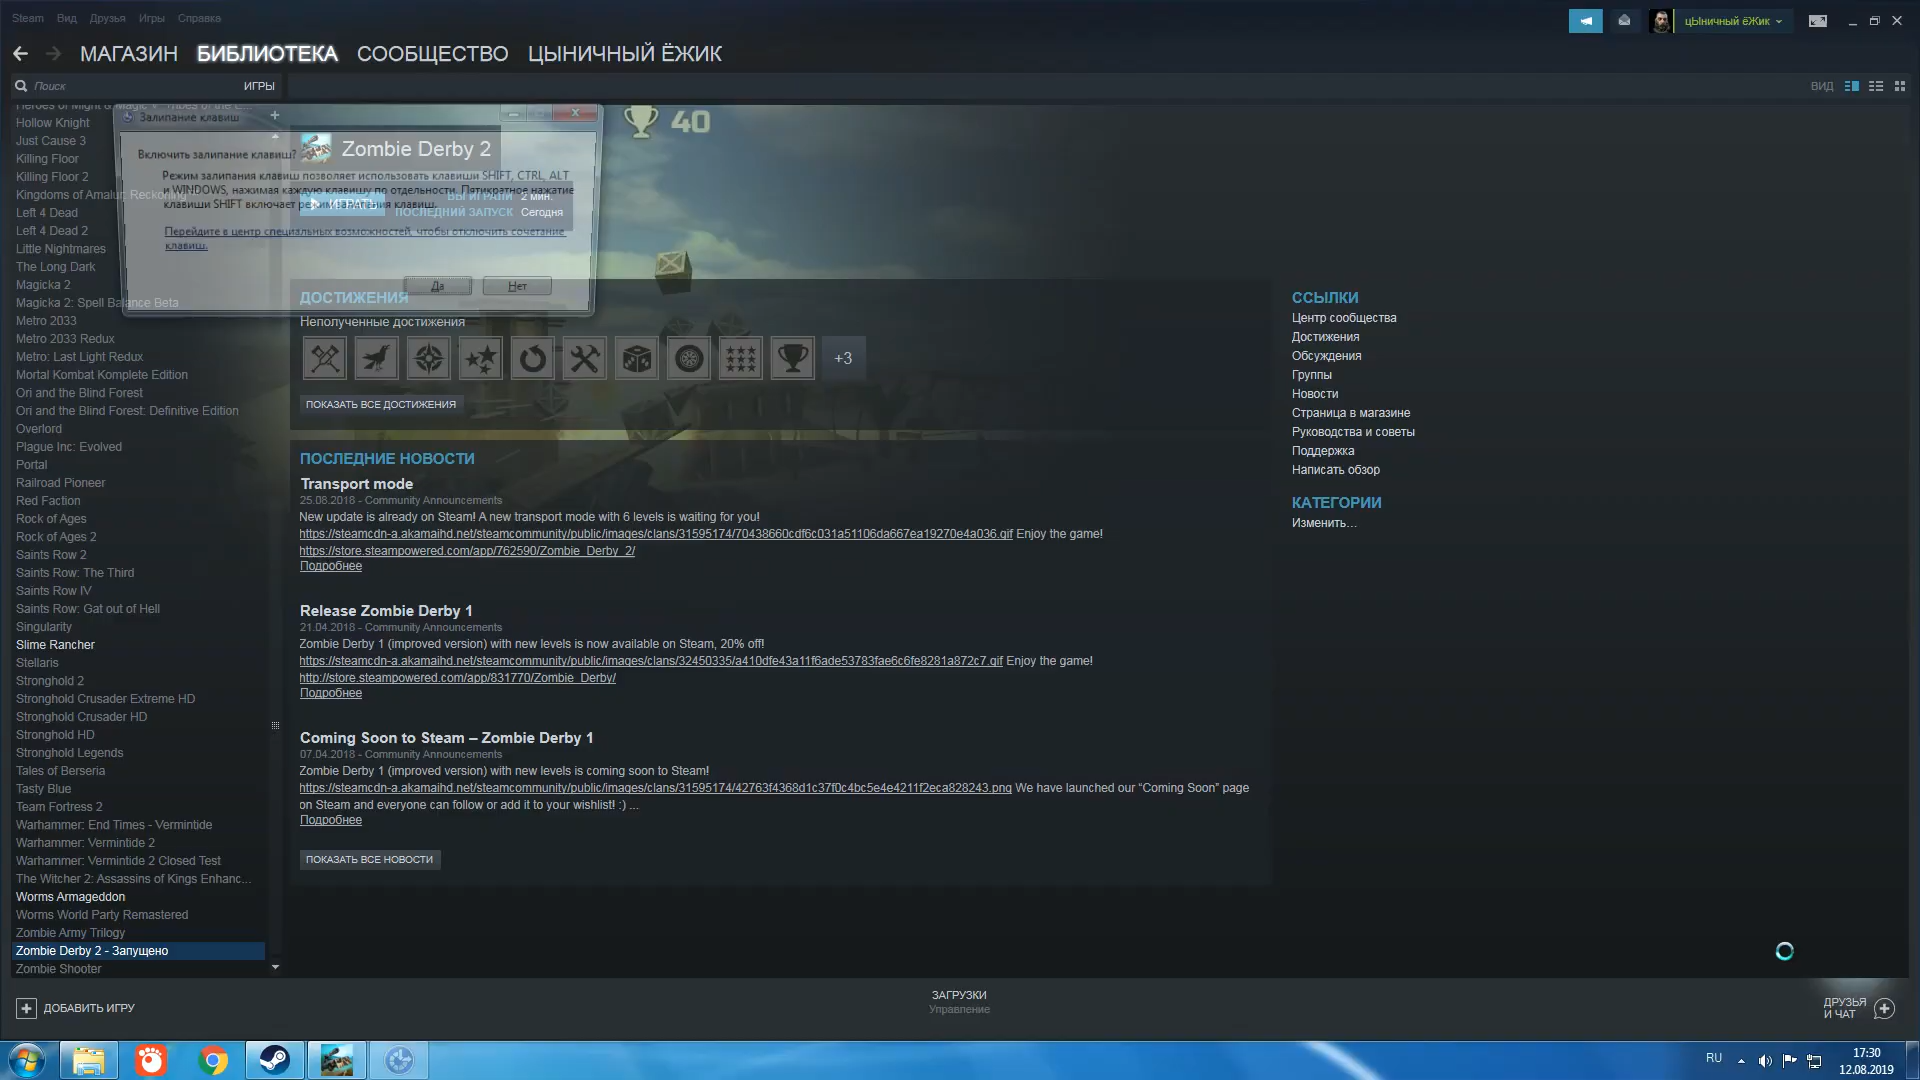 Steam Вид Друзья Игры Справка
цЫничный ёЖик
МАГАЗИН БИБЛИОТЕКА СООБЩЕСТВО ЦЫНИЧНЫЙ ЁЖИК
Поиск ИГРЫ ВИД
Heroes of Might & Magic V - Tribes of the E...
Hollow Knight
Just Cause 3
Killing Floor
Killing Floor 2
Kingdoms of Amalur: Reckoning
Left 4 Dead
Left 4 Dead 2
Little Nightmares
The Long Dark
Magicka 2
Magicka 2: Spell Balance Beta
Metro 2033
Metro 2033 Redux
Metro: Last Light Redux
Mortal Kombat Komplete Edition
Ori and the Blind Forest
Ori and the Blind Forest: Definitive Edition
Overlord
Plague Inc: Evolved
Portal
Railroad Pioneer
Red Faction
Rock of Ages
Rock of Ages 2
Saints Row 2
Saints Row: The Third
Saints Row IV
Saints Row: Gat out of Hell
Singularity
Slime Rancher
Stellaris
Stronghold 2
Stronghold Crusader Extreme HD
Stronghold Crusader HD
Stronghold HD
Stronghold Legends
Tales of Berseria
Tasty Blue
Team Fortress 2
Warhammer: End Times - Vermintide
Warhammer: Vermintide 2
Warhammer: Vermintide 2 Closed Test
The Witcher 2: Assassins of Kings Enhanc...
Worms Armageddon
Worms World Party Remastered
Zombie Army Trilogy
Zombie Derby 2 - Запущено
Zombie Shooter
Залипание клавиш
Включить залипание клавиш?
Режим залипания клавиш позволяет использовать клавиши SHIFT, CTRL, ALT
и WINDOWS, нажимая каждую клавишу по отдельности. Пятикратное нажатие
клавиши SHIFT включает режим залипания клавиш.
Перейдите в центр специальных возможностей, чтобы отключить сочетание
клавиш.
Да Нет
40
Zombie Derby 2
ИГРАТЬ
ВЫ ИГРАЛИ 2 мин.
ПОСЛЕДНИЙ ЗАПУСК Сегодня
ДОСТИЖЕНИЯ
Неполученные достижения
+3
ПОКАЗАТЬ ВСЕ ДОСТИЖЕНИЯ
ПОСЛЕДНИЕ НОВОСТИ
Transport mode
25.08.2018 - Community Announcements
New update is already on Steam! A new transport mode with 6 levels is waiting for you!
https://steamcdn-a.akamaihd.net/steamcommunity/public/images/clans/31595174/70438660cdf6c031a51106da667ea19270e4a036.gif Enjoy the game!
https://store.steampowered.com/app/762590/Zombie_Derby_2/
Подробнее
Release Zombie Derby 1
21.04.2018 - Community Announcements
Zombie Derby 1 (improved version) with new levels is now available on Steam, 20% off!
https://steamcdn-a.akamaihd.net/steamcommunity/public/images/clans/32450335/a410dfe43a11f6ade53783fae6c6fe8281a872c7.gif Enjoy the game!
http://store.steampowered.com/app/831770/Zombie_Derby/
Подробнее
Coming Soon to Steam – Zombie Derby 1
07.04.2018 - Community Announcements
Zombie Derby 1 (improved version) with new levels is coming soon to Steam!
https://steamcdn-a.akamaihd.net/steamcommunity/public/images/clans/31595174/42763f4368d1c37f0c4bc5e4e4211f2eca828243.png We have launched our “Coming Soon” page
on Steam and everyone can follow or add it to your wishlist! :) ...
Подробнее
ПОКАЗАТЬ ВСЕ НОВОСТИ
ССЫЛКИ
Центр сообщества
Достижения
Обсуждения
Группы
Новости
Страница в магазине
Руководства и советы
Поддержка
Написать обзор
КАТЕГОРИИ
Изменить...
ДОБАВИТЬ ИГРУ
ЗАГРУЗКИ
Управление
ДРУЗЬЯ
И ЧАТ
RU
17:30
12.08.2019